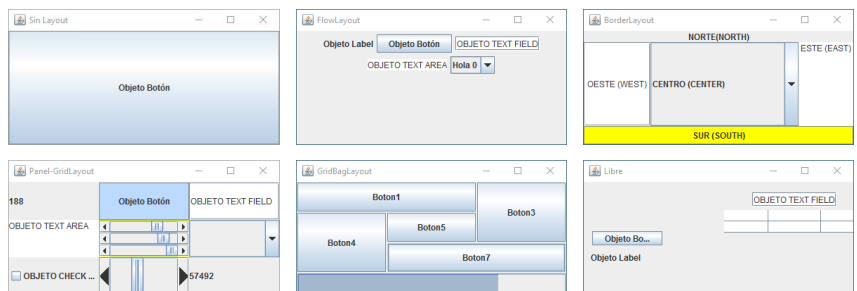 Sin Layout
Objeto Botón
FlowLayout
Objeto Label Objeto Botón OBJETO TEXT FIELD
OBJETO TEXT AREA Hola 0
BorderLayout
NORTE(NORTH)
OESTE (WEST) CENTRO (CENTER) ESTE (EAST)
SUR (SOUTH)
Panel-GridLayout
188 Objeto Botón OBJETO TEXT FIELD
OBJETO TEXT AREA
OBJETO CHECK ... 57492
GridBagLayout
Boton1
Boton3
Boton5
Boton4
Boton7
Libre
OBJETO TEXT FIELD
Objeto Bo...
Objeto Label